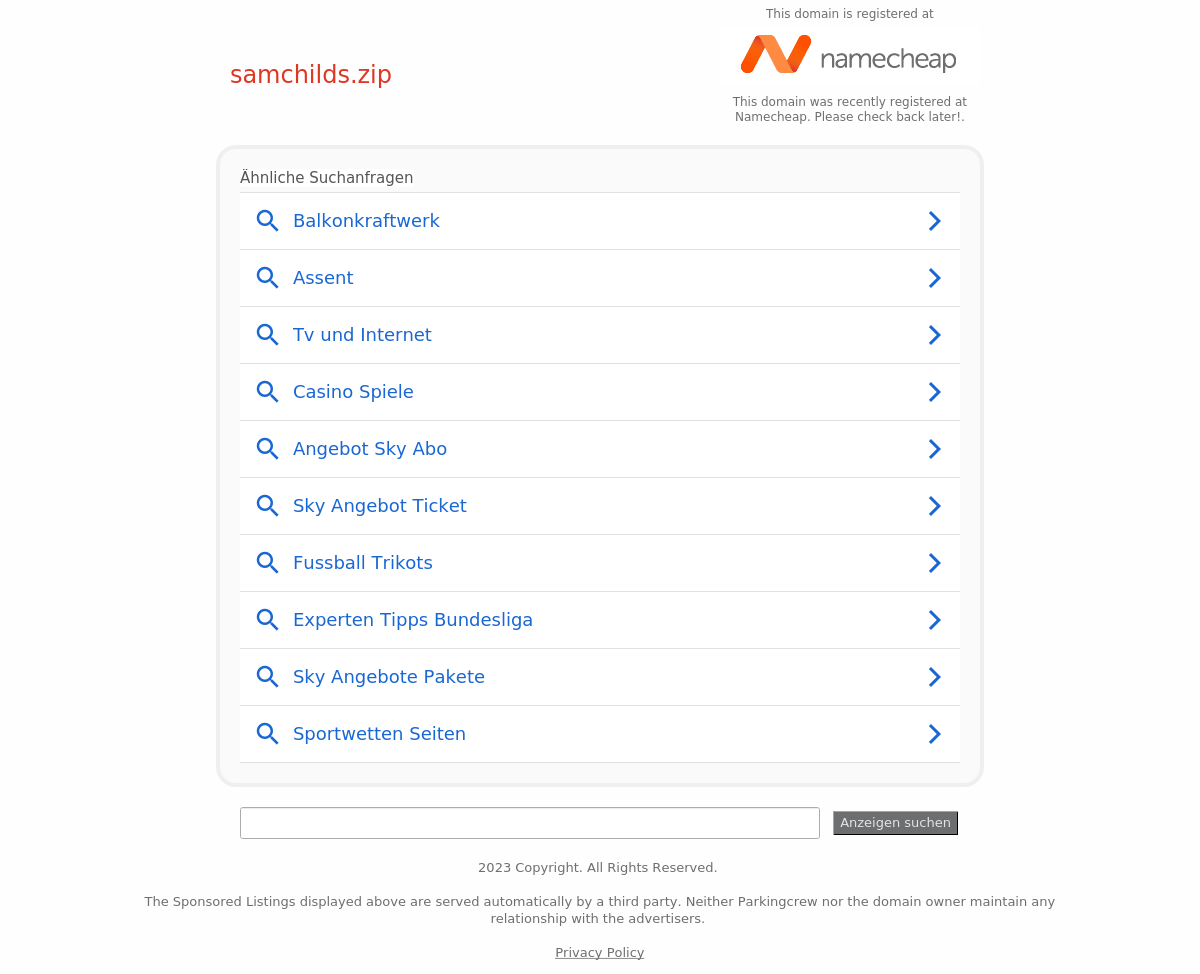 This domain is registered at
namecheap
samchilds.zip
This domain was recently registered at
Namecheap. Please check back later!.
Ähnliche Suchanfragen
Balkonkraftwerk
Assent
Tv und Internet
Casino Spiele
Angebot Sky Abo
Sky Angebot Ticket
Fussball Trikots
Experten Tipps Bundesliga
Sky Angebote Pakete
Sportwetten Seiten
Anzeigen suchen
2023 Copyright. All Rights Reserved.
The Sponsored Listings displayed above are served automatically by a third party. Neither Parkingcrew nor the domain owner maintain any
relationship with the advertisers.
Privacy Policy